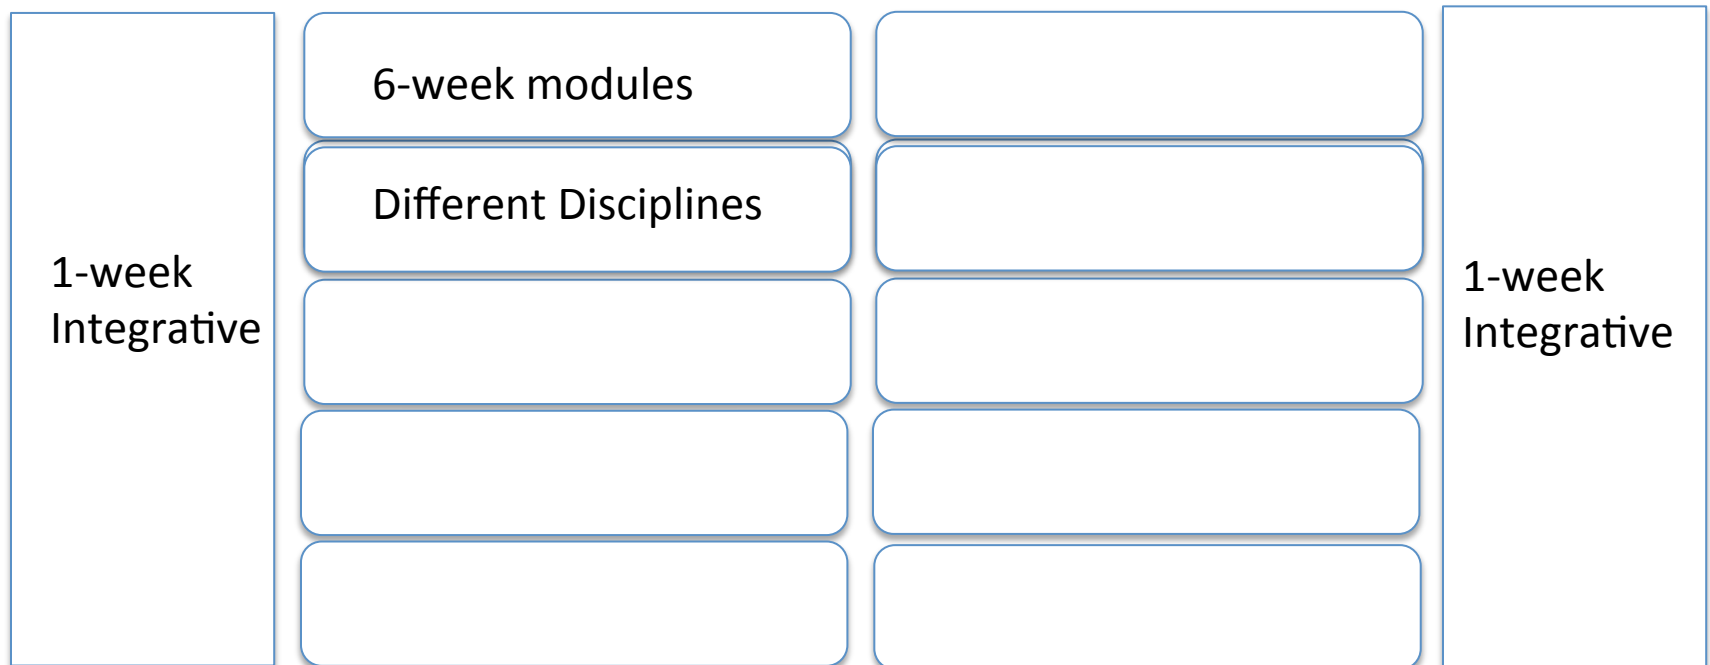 1-week
Integrative
6-week modules
Different Disciplines
1-week
Integrative